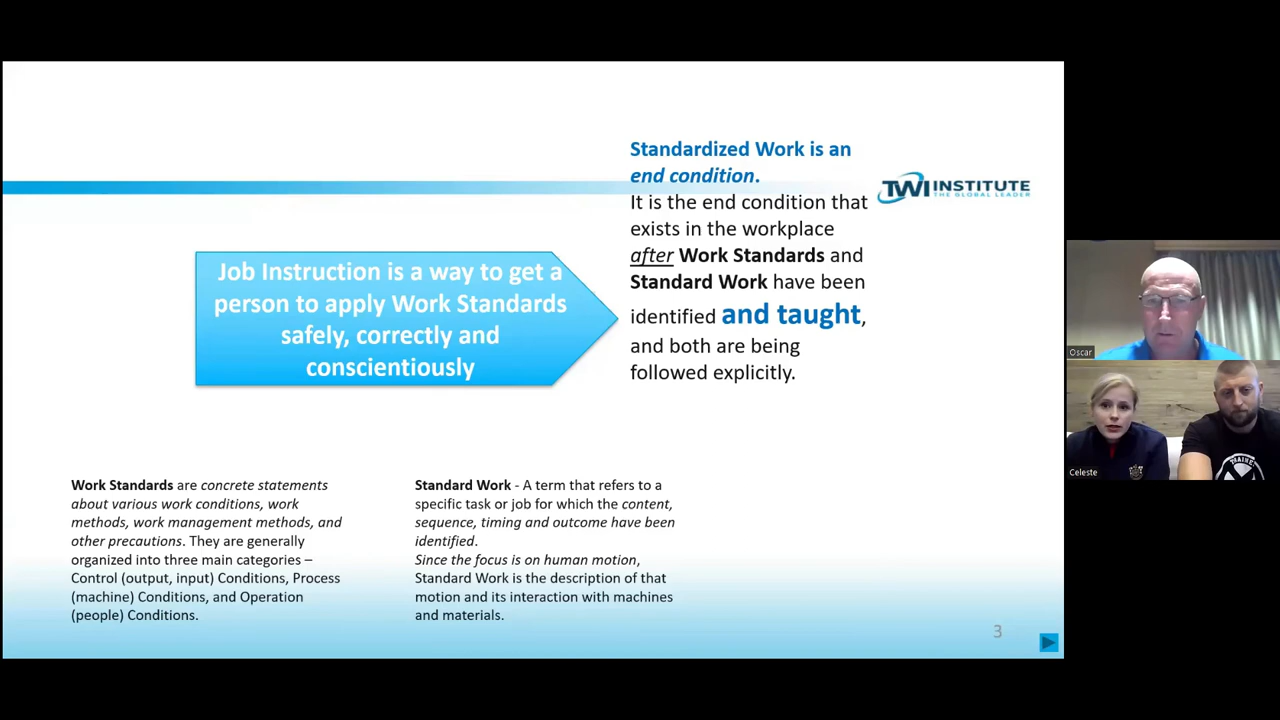 Standardized Work is an
end condition.
It is the end condition that
exists in the workplace
after Work Standards and
Standard Work have been
identified and taught,
and both are being
followed explicitly.
TWI INSTITUTE
THE GLOBAL LEADER
Job Instruction is a way to get a
person to apply Work Standards
safely, correctly and
conscientiously
Work Standards are concrete statements
about various work conditions, work
methods, work management methods, and
other precautions. They are generally
organized into three main categories –
Control (output, input) Conditions, Process
(machine) Conditions, and Operation
(people) Conditions.
Standard Work - A term that refers to a
specific task or job for which the content,
sequence, timing and outcome have been
identified.
Since the focus is on human motion,
Standard Work is the description of that
motion and its interaction with machines
and materials.
3
Oscar
Celeste